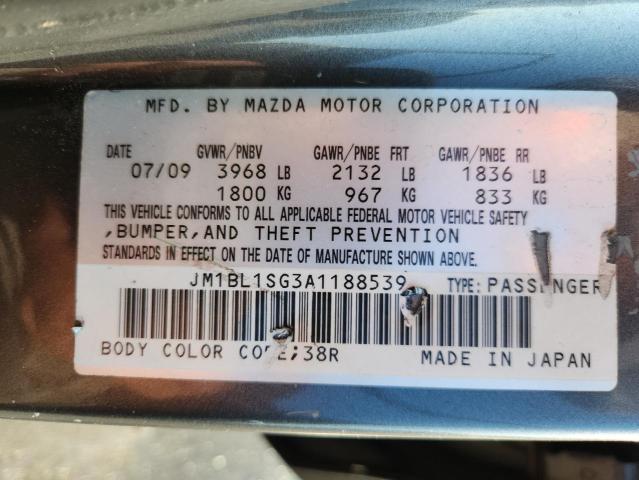 MFD. BY MAZDA MOTOR CORPORATION
DATE GVWR/PNBV GAWR/PNBE FRT GAWR/PNBE RR
07/09 3968 LB 2132 LB 1836 LB
1800 KG 967 KG 833 KG
THIS VEHICLE CONFORMS TO ALL APPLICABLE FEDERAL MOTOR VEHICLE SAFETY
,BUMPER,AND THEFT PREVENTION
STANDARDS IN EFFECT ON THE DATE OF MANUFACTURE SHOWN ABOVE.
JM1BL1SG3A1188539 TYPE: PASSENGER
BODY COLOR CODE;38R MADE IN JAPAN